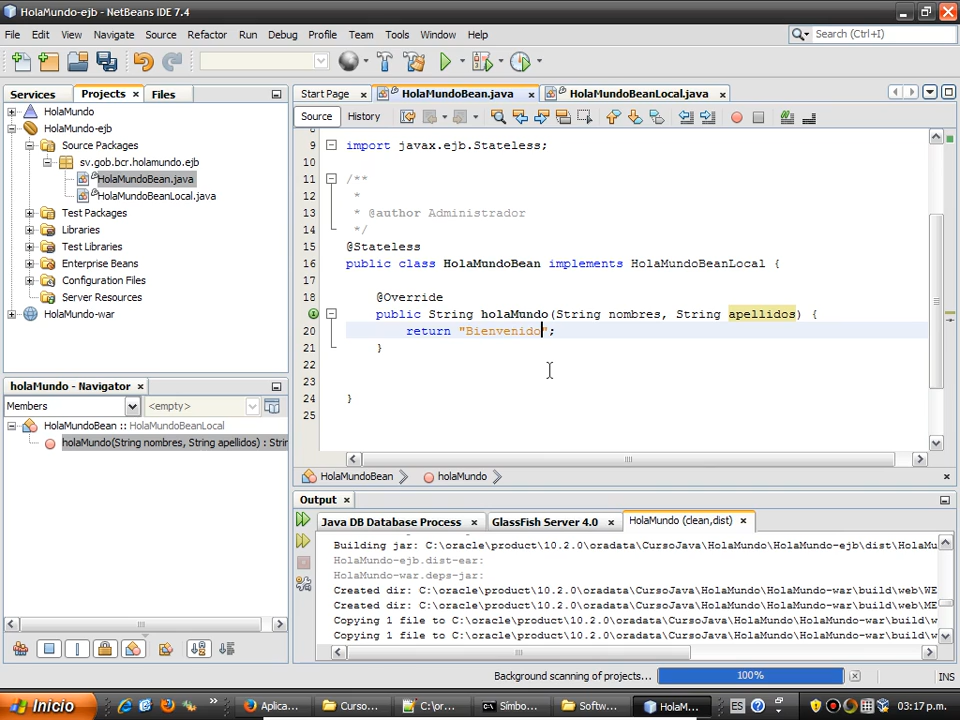 HolaMundo-ejb - NetBeans IDE 7.4
File Edit View Navigate Source Refactor Run Debug Profile Team Tools Window Help
Search (Ctrl+I)
Services Projects Files
Start Page HolaMundoBean.java HolaMundoBeanLocal.java
Source History
HolaMundo
HolaMundo-ejb
Source Packages
sv.gob.bcr.holamundo.ejb
HolaMundoBean.java
HolaMundoBeanLocal.java
Test Packages
Libraries
Test Libraries
Enterprise Beans
Configuration Files
Server Resources
HolaMundo-war
9 import javax.ejb.Stateless;
10
11 /**
12 *
13 * @author Administrador
14 */
15 @Stateless
16 public class HolaMundoBean implements HolaMundoBeanLocal {
17
18 @Override
public String holaMundo(String nombres, String apellidos) {
20 return "Bienvenido";
21 }
22
23
24 }
25
holaMundo - Navigator
Members <empty>
HolaMundoBean :: HolaMundoBeanLocal
holaMundo(String nombres, String apellidos) : Strin
HolaMundoBean holaMundo
Output
Java DB Database Process GlassFish Server 4.0 HolaMundo (clean,dist)
Building jar: C:\oracle\product\10.2.0\oradata\CursoJava\HolaMundo\HolaMundo-ejb\dist\HolaMu
HolaMundo-ejb.dist-ear:
HolaMundo-war.deps-jar:
Created dir: C:\oracle\product\10.2.0\oradata\CursoJava\HolaMundo\HolaMundo-war\build\web\WE
Created dir: C:\oracle\product\10.2.0\oradata\CursoJava\HolaMundo\HolaMundo-war\build\web\ME
Copying 1 file to C:\oracle\product\10.2.0\oradata\CursoJava\HolaMundo\HolaMundo-war\build\w
Copying 1 file to C:\oracle\product\10.2.0\oradata\CursoJava\HolaMundo\HolaMundo-war\build\w
Background scanning of projects... 100% INS
Inicio Aplica... Curso... C:\or... Símbo... Softw... HolaM... ES 03:17 p.m.